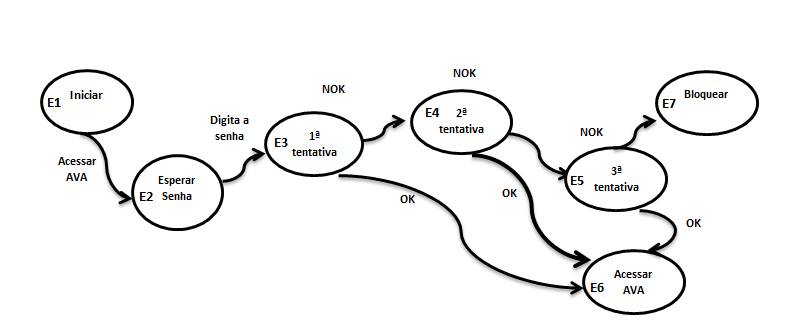 E1 Iniciar
Acessar
AVA
E2
Esperar
Senha
Digita a
senha
E3
1ª
tentativa
NOK
E4
2ª
tentativa
NOK
OK
OK
NOK
E5
3ª
tentativa
E7
Bloquear
OK
E6
Acessar
AVA